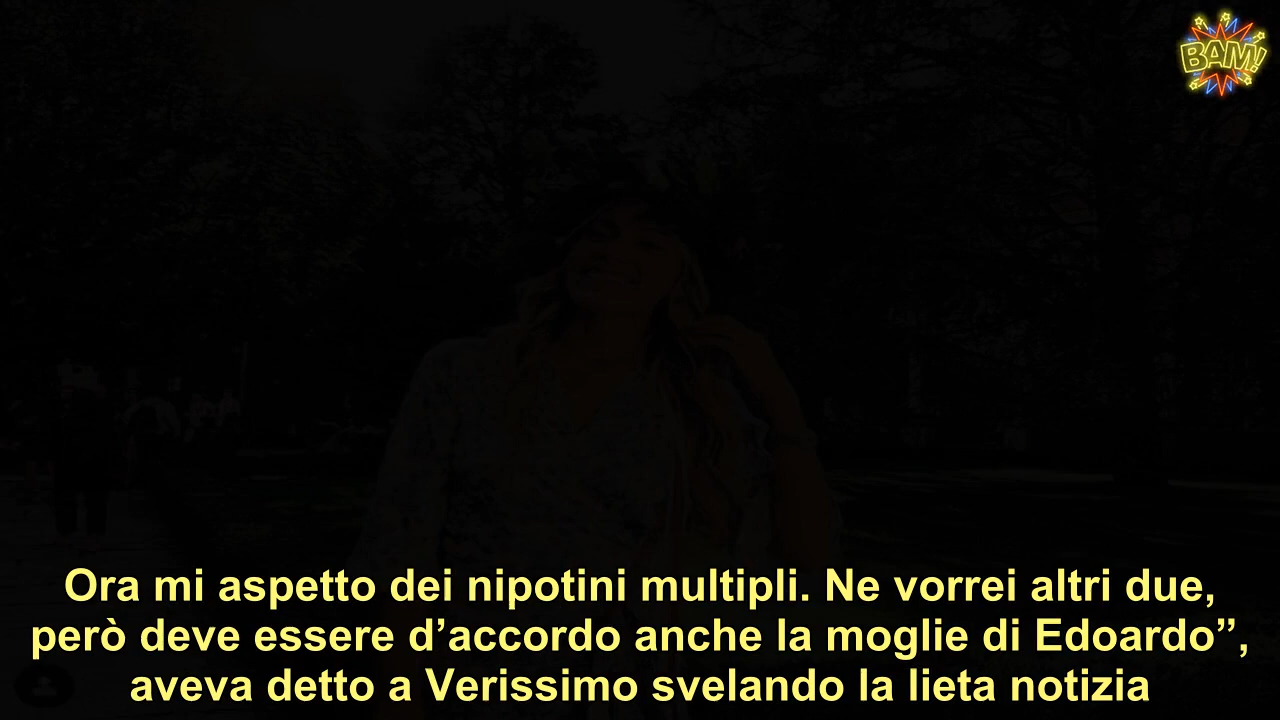 BAM!
Ora mi aspetto dei nipotini multipli. Ne vorrei altri due,
però deve essere d’accordo anche la moglie di Edoardo”,
aveva detto a Verissimo svelando la lieta notizia